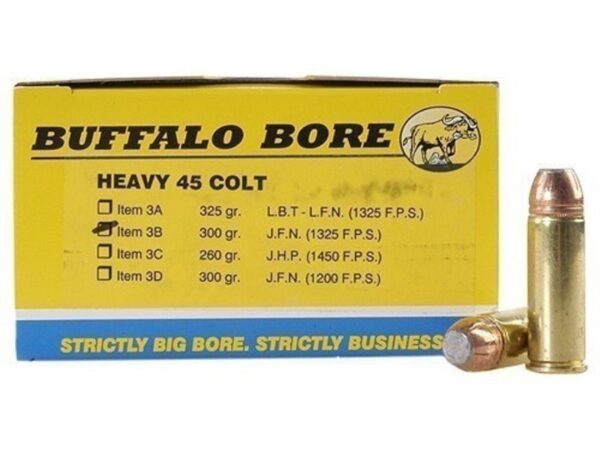 BUFFALO BORE
HEAVY 45 COLT
Item 3A 325 gr. L.B.T - L.F.N. (1325 F.P.S.)
Item 3B 300 gr. J.F.N. (1325 F.P.S.)
Item 3C 260 gr. J.H.P. (1450 F.P.S.)
Item 3D 300 gr. J.F.N. (1200 F.P.S.)
STRICTLY BIG BORE. STRICTLY BUSINESS